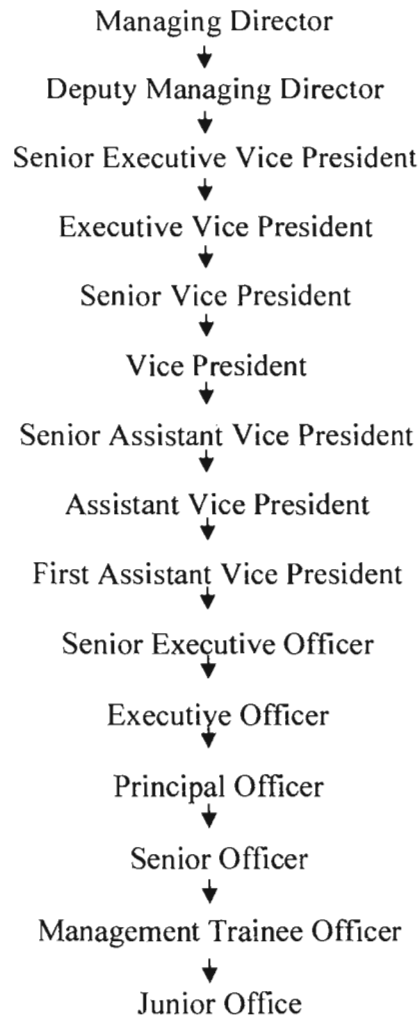 Managing Director
Deputy Managing Director
Senior Executive Vice President
Executive Vice President
Senior Vice President
Vice President
Senior Assistant Vice President
Assistant Vice President
First Assistant Vice President
Senior Executive Officer
Executive Officer
Principal Officer
Senior Officer
Management Trainee Officer
Junior Office